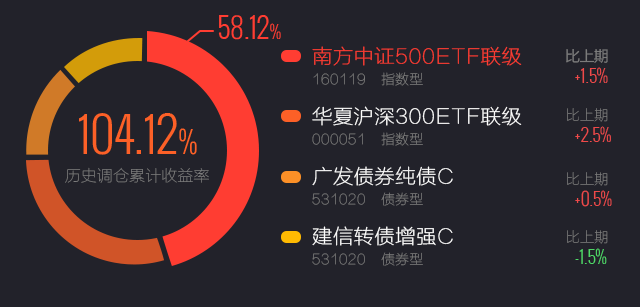 58.12%
104.12%
历史调仓累计收益率
南方中证500ETF联级 比上期
160119 指数型 +1.5%
华夏沪深300ETF联级 比上期
000051 指数型 +2.5%
广发债券纯债C 比上期
531020 债券型 +0.5%
建信转债增强C 比上期
531020 债券型 -1.5%